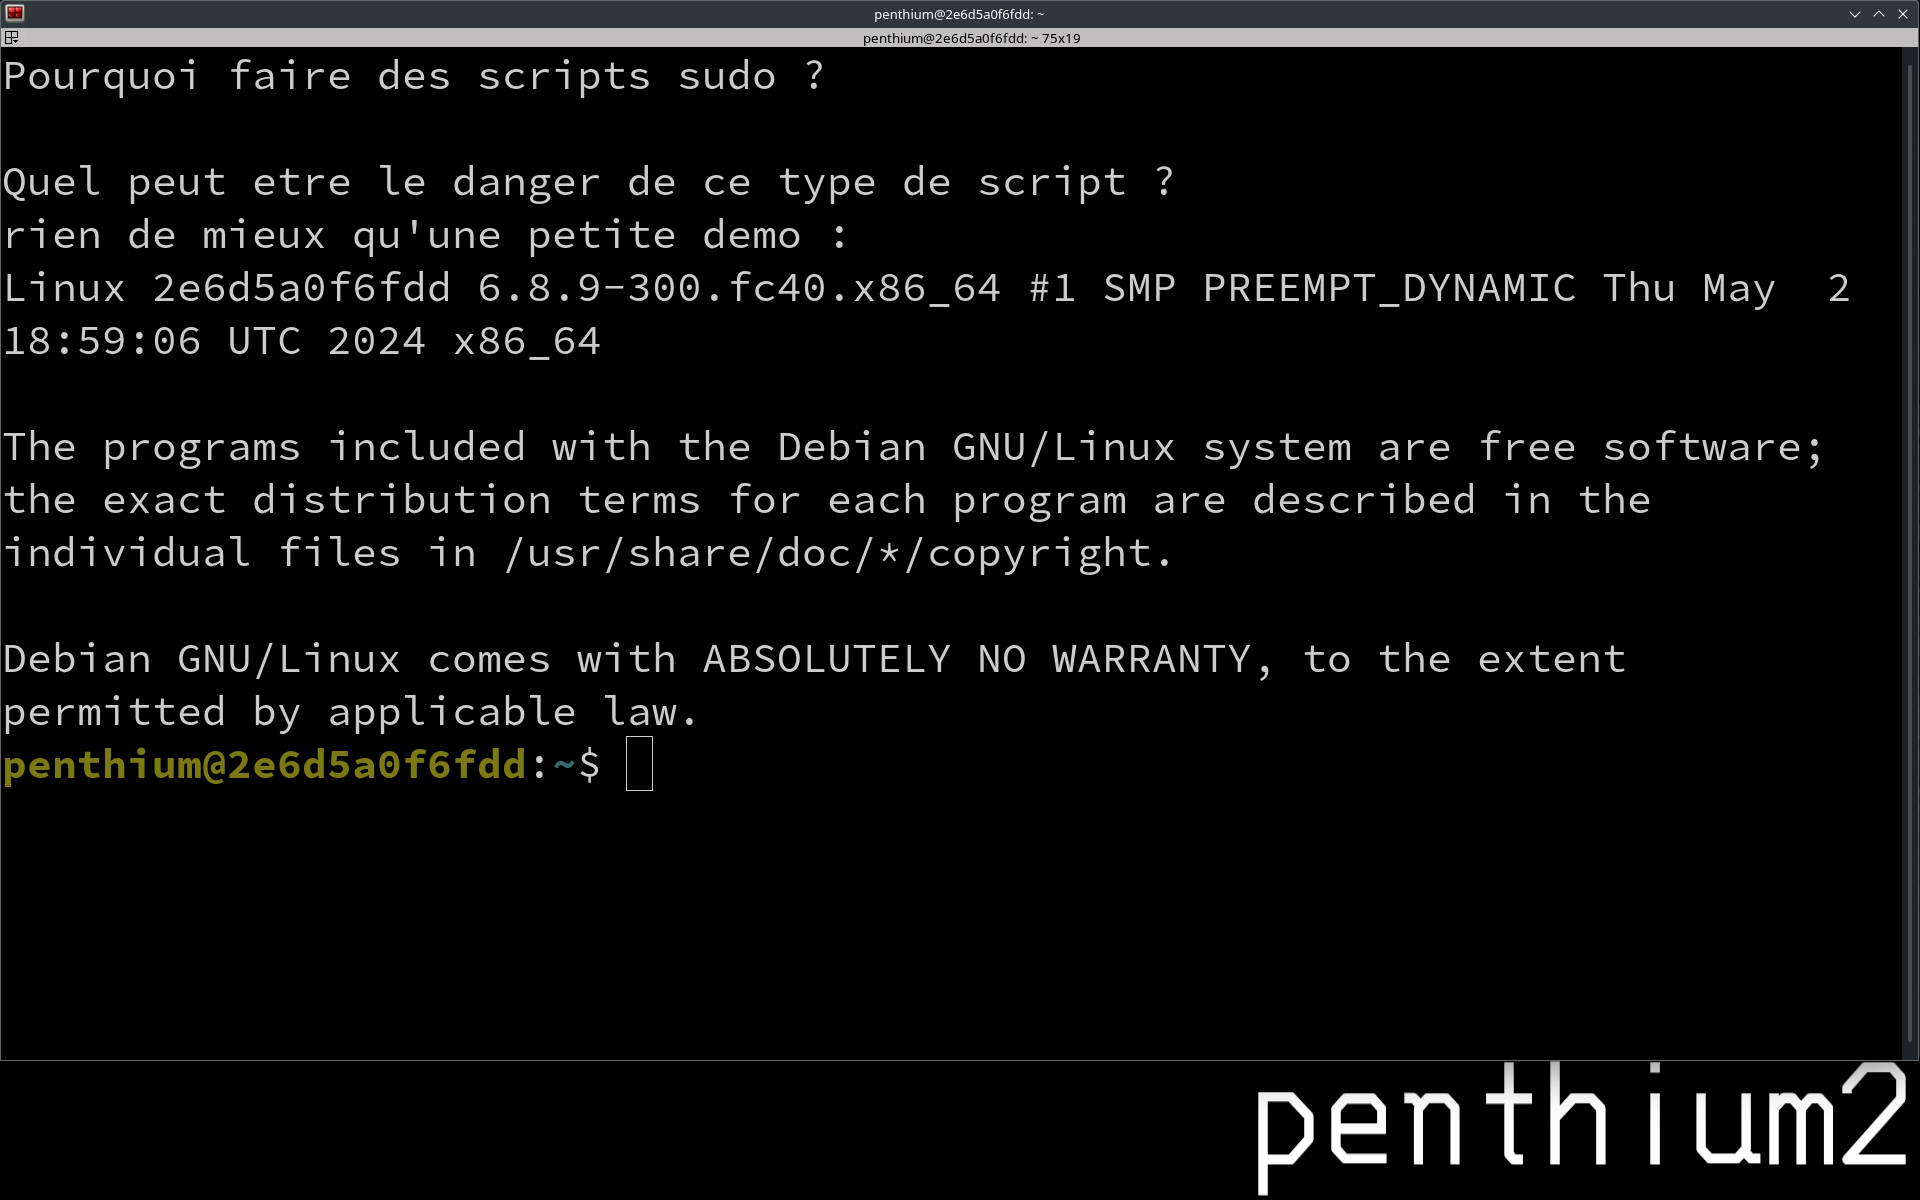 penthium@2e6d5a0f6fdd: ~
penthium@2e6d5a0f6fdd: ~ 75x19
Pourquoi faire des scripts sudo ?
Quel peut etre le danger de ce type de script ?
rien de mieux qu'une petite demo :
Linux 2e6d5a0f6fdd 6.8.9-300.fc40.x86_64 #1 SMP PREEMPT_DYNAMIC Thu May  2
18:59:06 UTC 2024 x86_64
The programs included with the Debian GNU/Linux system are free software;
the exact distribution terms for each program are described in the
individual files in /usr/share/doc/*/copyright.
Debian GNU/Linux comes with ABSOLUTELY NO WARRANTY, to the extent
permitted by applicable law.
penthium@2e6d5a0f6fdd:~$
penthium2